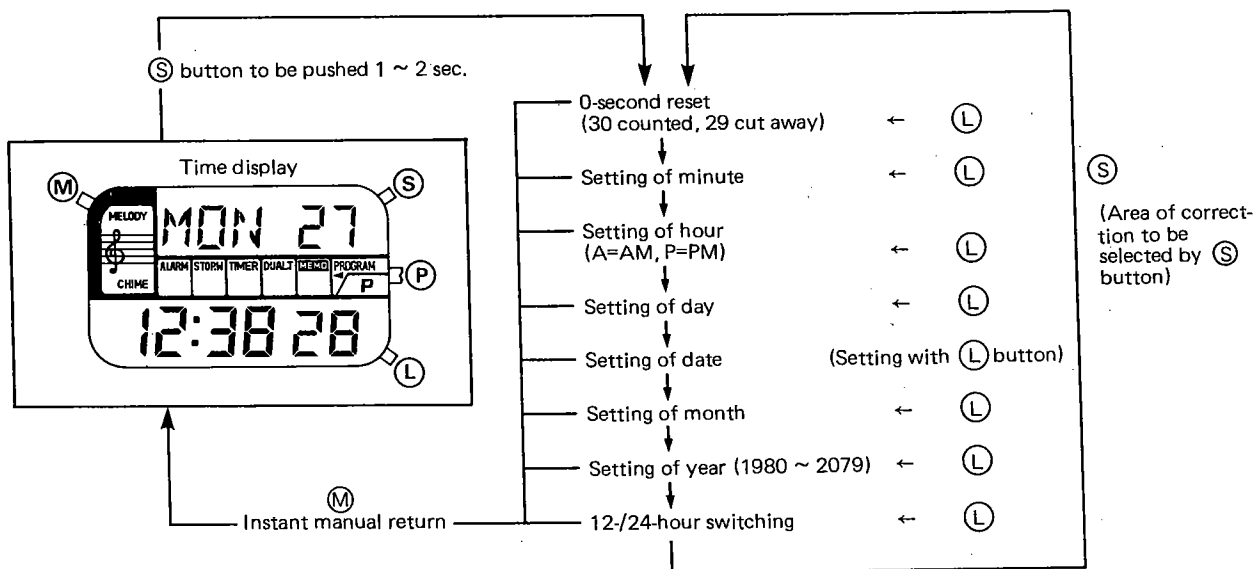 Ⓢ button to be pushed 1 ~ 2 sec.
Time display
Ⓜ
Ⓢ
MELODY
CHIME
MON 27
ALARM STOP.W TIMER DUALT MEMO PROGRAM
P
Ⓟ
12:38 28
Ⓛ
Ⓜ
Instant manual return
0-second reset
(30 counted, 29 cut away) ← Ⓛ
Setting of minute ← Ⓛ
Setting of hour
(A=AM, P=PM) ← Ⓛ
Setting of day ← Ⓛ
Setting of date (Setting with Ⓛ button)
Setting of month ← Ⓛ
Setting of year (1980 ~ 2079) ← Ⓛ
12-/24-hour switching ← Ⓛ
Ⓢ
(Area of correc-
tion to be
selected by Ⓢ
button)